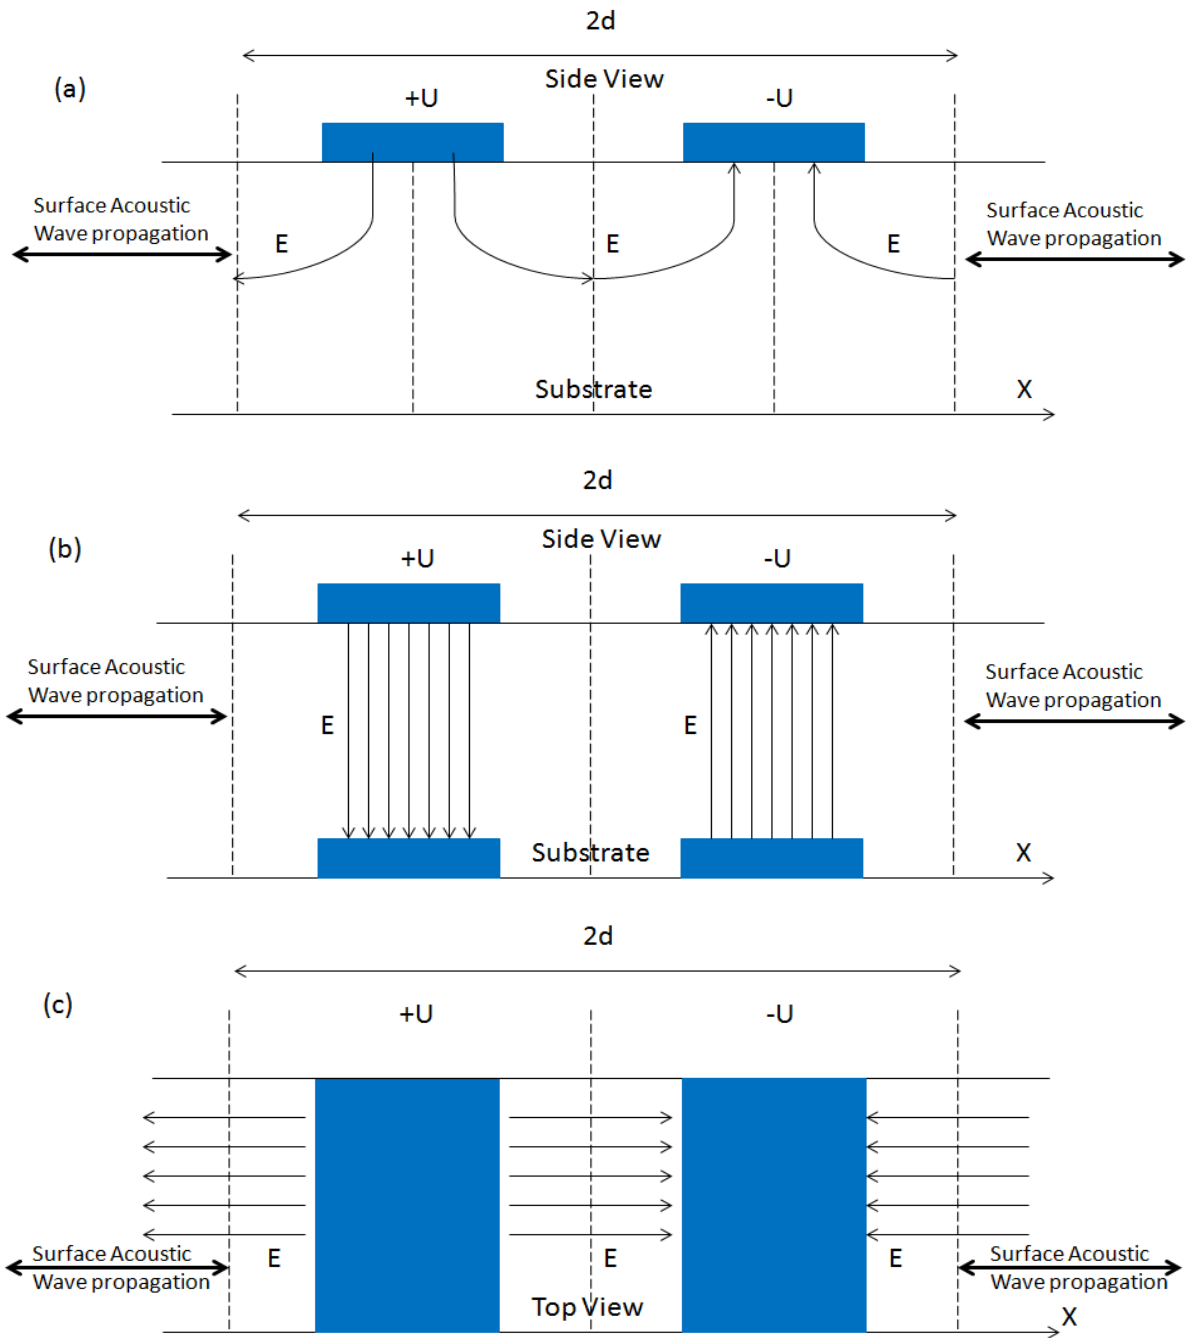 2d
Side View
(a)
+U
-U
Surface Acoustic
Wave propagation
E
E
E
Surface Acoustic
Wave propagation
Substrate
X
2d
Side View
(b)
+U
-U
Surface Acoustic
Wave propagation
E
E
Surface Acoustic
Wave propagation
Substrate
X
2d
(c)
+U
-U
Surface Acoustic
Wave propagation
E
E
E
Surface Acoustic
Wave propagation
Top View
X